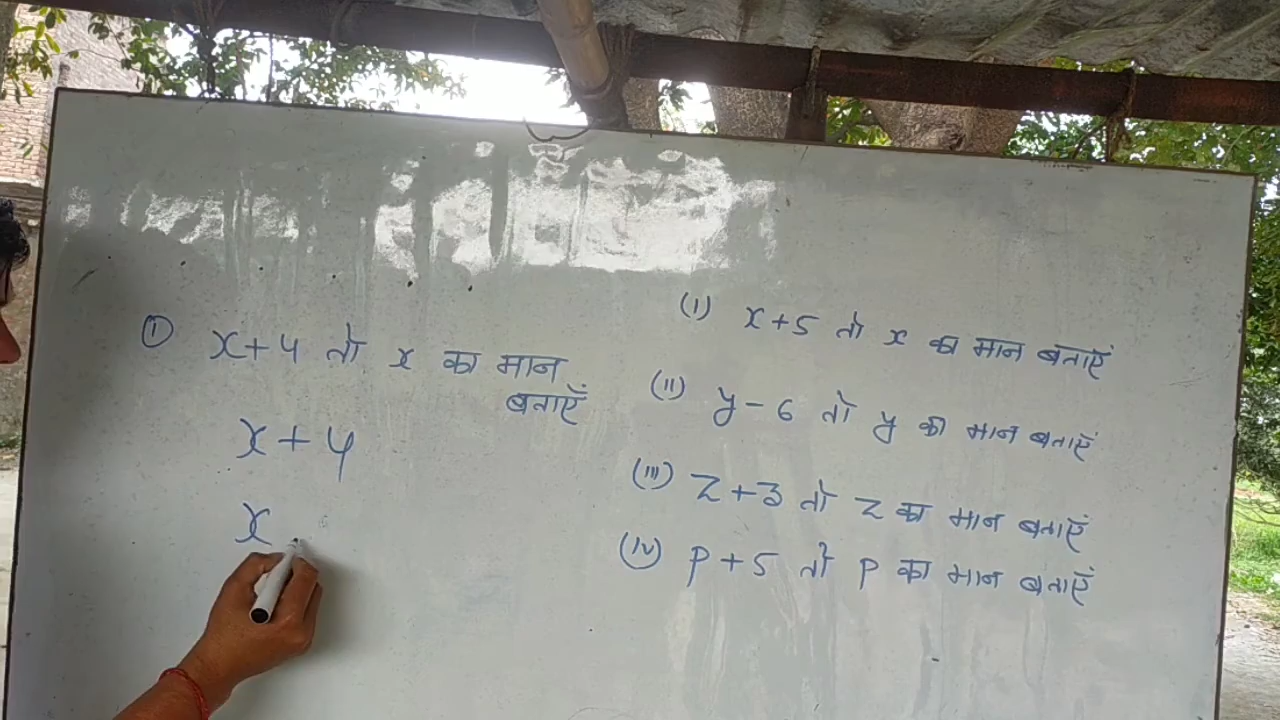 ① x+4 तो x का मान
बताएँ
x + 4
x
(I) x+5 तो x का मान बताएं
(II) y-6 तो y का मान बताएं
(III) z+3 तो z का मान बताएं
(IV) p+5 तो p का मान बताएं